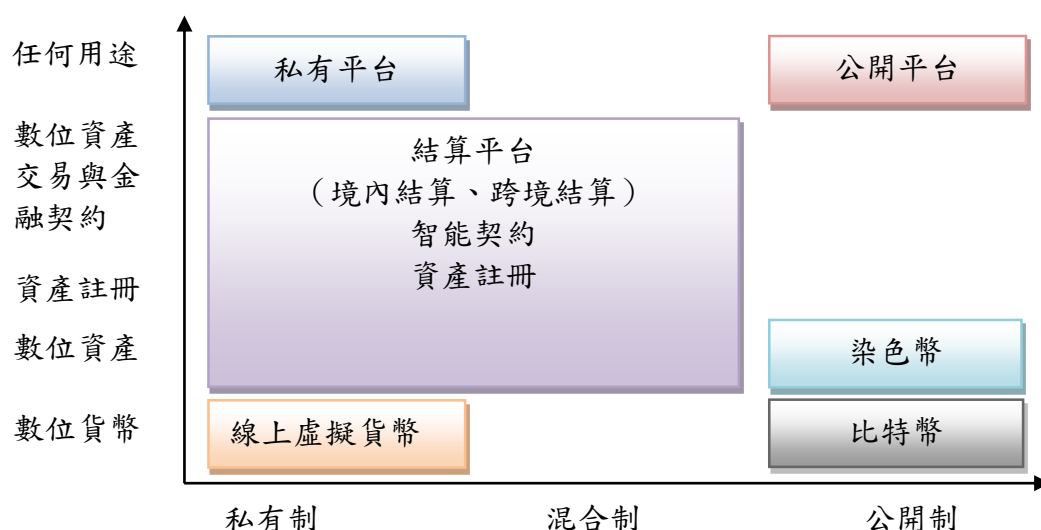 任何用途
私有平台
公開平台
數位資產
交易與金
融契約
結算平台
（境內結算、跨境結算）
智能契約
資產註冊
資產註冊
數位資產
染色幣
數位貨幣
線上虛擬貨幣
比特幣
私有制
混合制
公開制